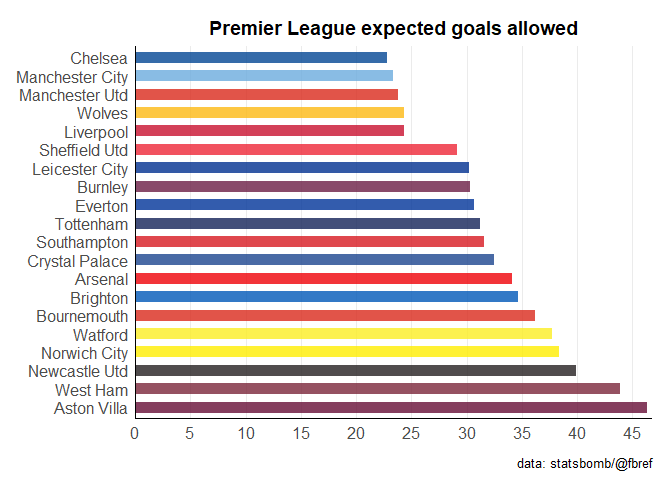 Premier League expected goals allowed
Chelsea
Manchester City
Manchester Utd
Wolves
Liverpool
Sheffield Utd
Leicester City
Burnley
Everton
Tottenham
Southampton
Crystal Palace
Arsenal
Brighton
Bournemouth
Watford
Norwich City
Newcastle Utd
West Ham
Aston Villa
0 5 10 15 20 25 30 35 40 45
data: statsbomb/@fbref